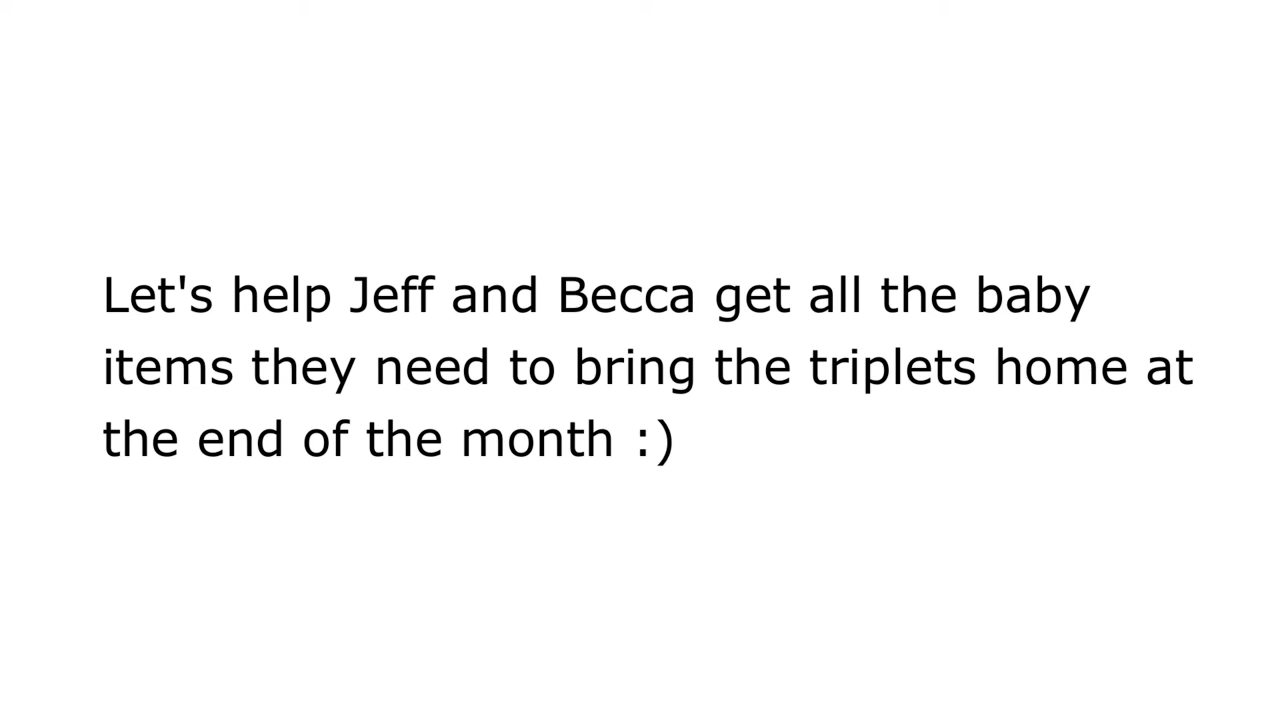 Let's help Jeff and Becca get all the baby
items they need to bring the triplets home at
the end of the month :)